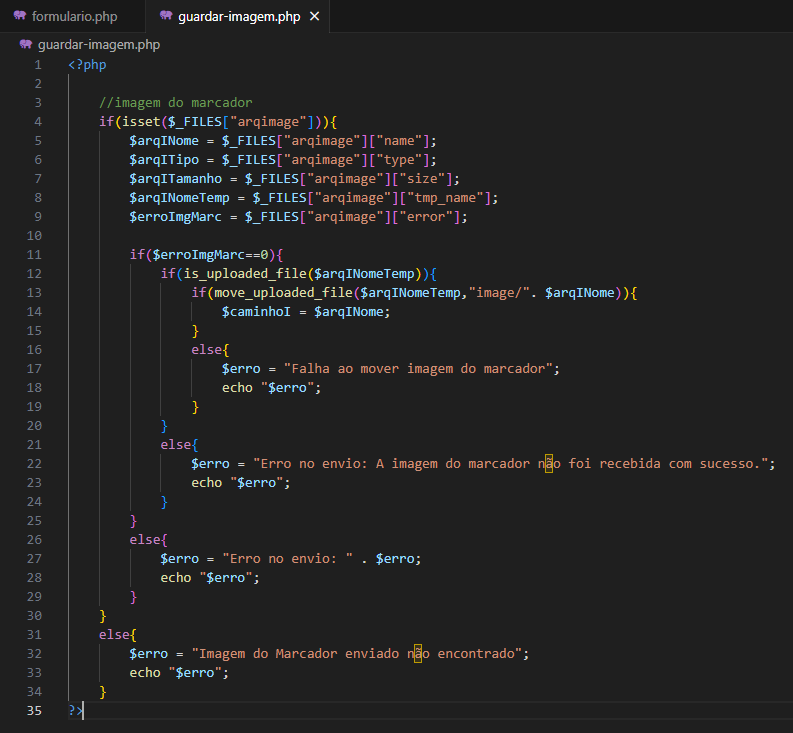 formulario.php
guardar-imagem.php ×
guardar-imagem.php
1 <?php
2
3 //imagem do marcador
4 if(isset($_FILES["arqimage"])){
5 $arqINome = $_FILES["arqimage"]["name"];
6 $arqITipo = $_FILES["arqimage"]["type"];
7 $arqITamanho = $_FILES["arqimage"]["size"];
8 $arqINomeTemp = $_FILES["arqimage"]["tmp_name"];
9 $erroImgMarc = $_FILES["arqimage"]["error"];
10
11 if($erroImgMarc==0){
12 if(is_uploaded_file($arqINomeTemp)){
13 if(move_uploaded_file($arqINomeTemp,"image/". $arqINome)){
14 $caminhoI = $arqINome;
15 }
16 else{
17 $erro = "Falha ao mover imagem do marcador";
18 echo "$erro";
19 }
20 }
21 else{
22 $erro = "Erro no envio: A imagem do marcador não foi recebida com sucesso.";
23 echo "$erro";
24 }
25 }
26 else{
27 $erro = "Erro no envio: " . $erro;
28 echo "$erro";
29 }
30 }
31 else{
32 $erro = "Imagem do Marcador enviado não encontrado";
33 echo "$erro";
34 }
35 ?>